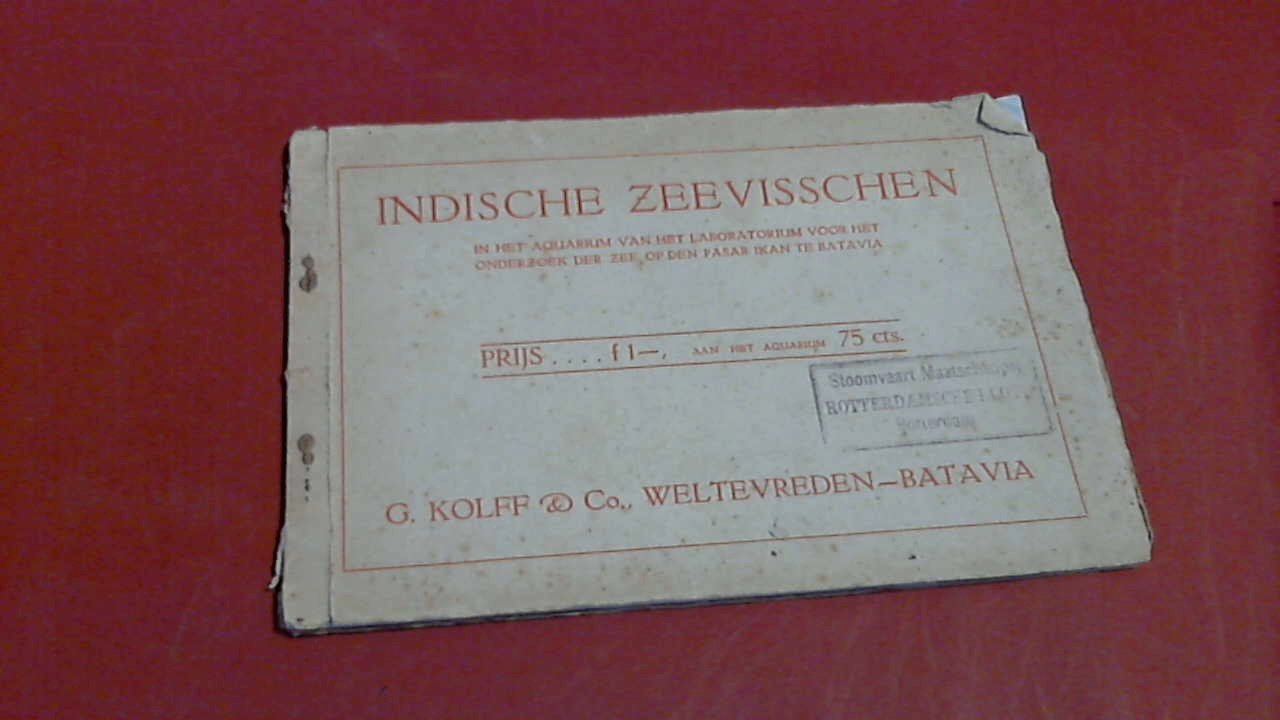 INDISCHE ZEEVISSCHEN
IN HET AQUARIUM VAN HET LABORATORIUM VOOR HET
ONDERZOEK DER ZEE OP DEN PASAR IKAN TE BATAVIA
PRIJS .... f 1—, AAN HET AQUARIUM 75 cts.
Stoomvaart Maatschappij
ROTTERDAMSCHE LLOYD
Rotterdam
G. KOLFF & Co., WELTEVREDEN—BATAVIA